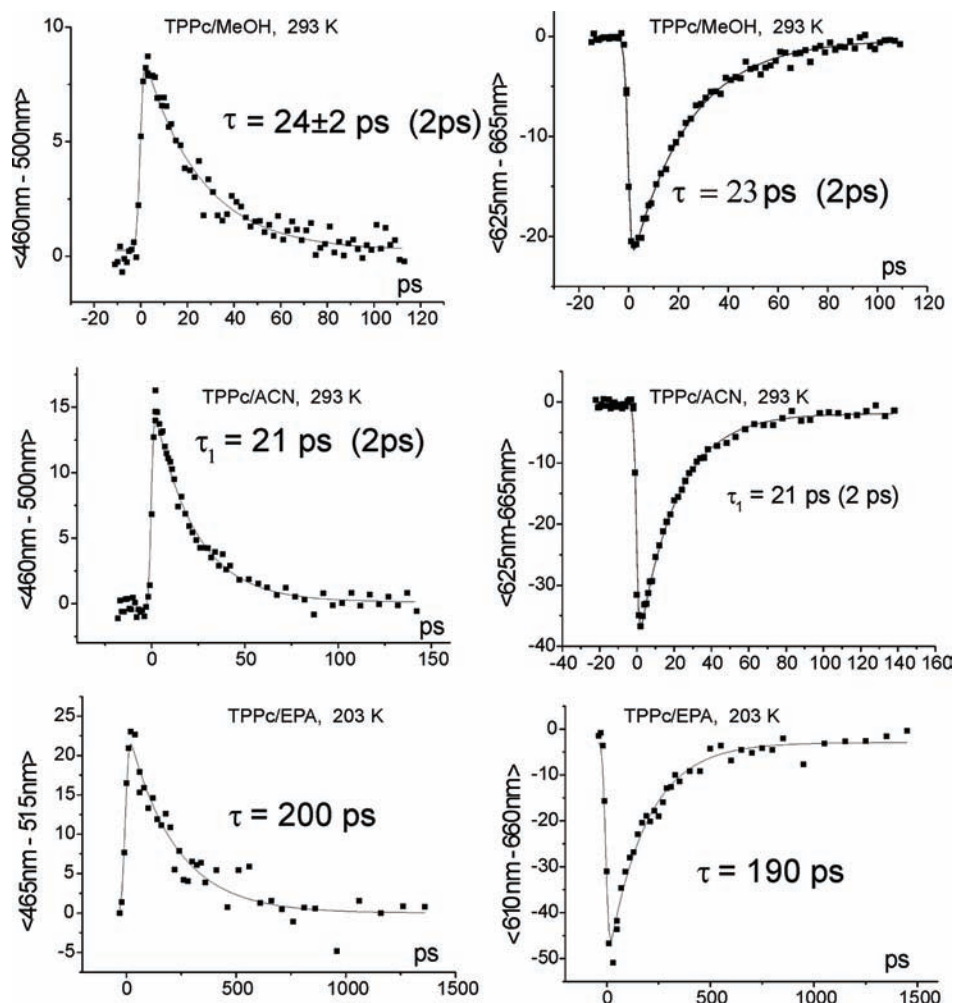 TPPc/MeOH, 293 K
τ = 24±2 ps (2ps)
<460nm - 500nm>
10
5
0
ps
-20 0 20 40 60 80 100 120
TPPc/MeOH, 293 K
τ = 23 ps (2ps)
<625nm - 665nm>
0
-10
-20
ps
-20 0 20 40 60 80 100 120
TPPc/ACN, 293 K
τ1 = 21 ps (2ps)
<460nm - 500nm>
15
10
5
0
ps
0 50 100 150
TPPc/ACN, 293 K
τ1 = 21 ps (2 ps)
<625nm-665nm>
0
-10
-20
-30
-40
ps
-40 -20 0 20 40 60 80 100 120 140 160
TPPc/EPA, 203 K
τ = 200 ps
<465nm - 515nm>
25
20
15
10
5
0
-5
ps
0 500 1000 1500
TPPc/EPA, 203 K
τ = 190 ps
<610nm - 660nm>
0
-10
-20
-30
-40
-50
ps
0 500 1000 1500